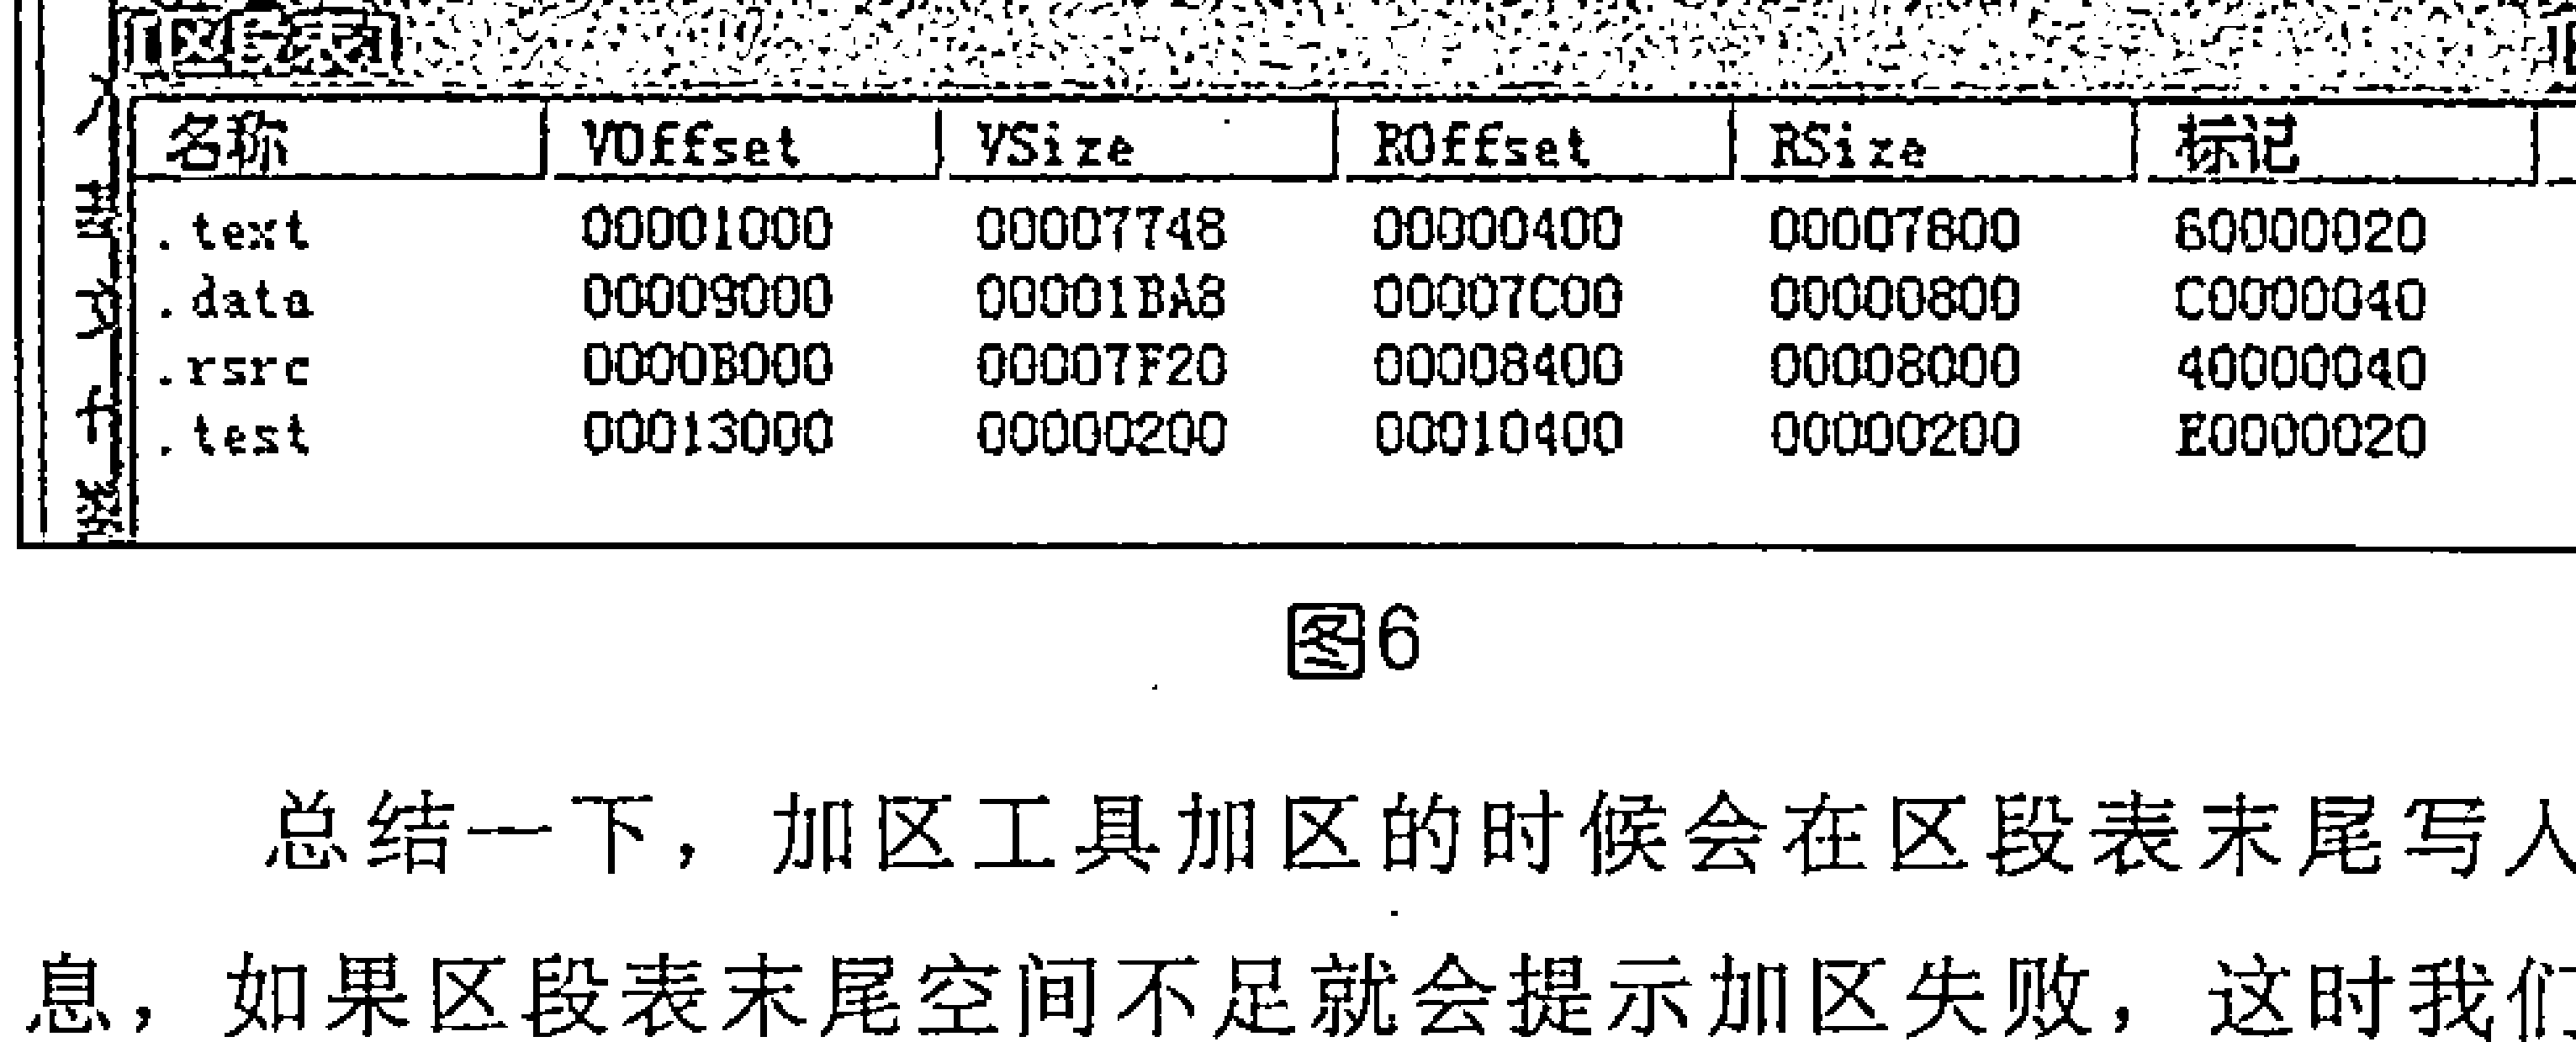 [区段表]
名称 VOffset VSize ROffset RSize 标记
.text 00001000 00007748 00000400 00007800 60000020
.data 00009000 00001BA8 00007C00 00000800 C0000040
.rsrc 0000B000 00007F20 00008400 00008000 40000040
.test 00013000 00000200 00010400 00000200 E0000020
图6
总结一下，加区工具加区的时候会在区段表末尾写入
息，如果区段表末尾空间不足就会提示加区失败，这时我们